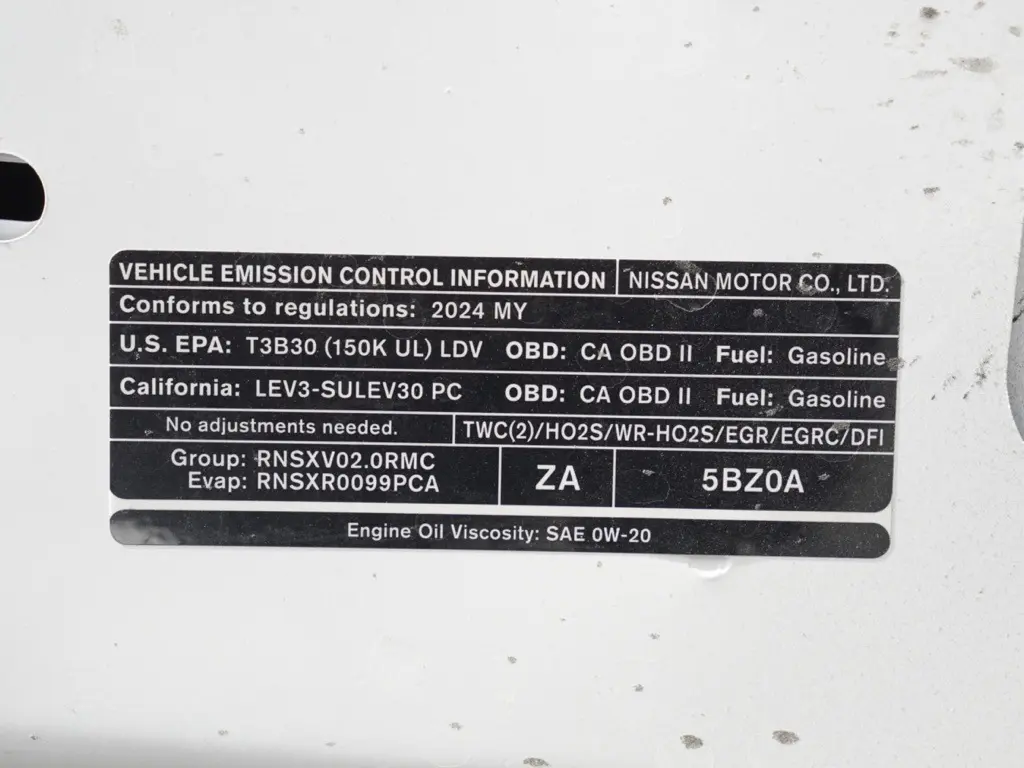 VEHICLE EMISSION CONTROL INFORMATION NISSAN MOTOR CO., LTD.
Conforms to regulations: 2024 MY
U.S. EPA: T3B30 (150K UL) LDV OBD: CA OBD II Fuel: Gasoline
California: LEV3-SULEV30 PC OBD: CA OBD II Fuel: Gasoline
No adjustments needed. TWC(2)/HO2S/WR-HO2S/EGR/EGRC/DFI
Group: RNSXV02.0RMC
Evap: RNSXR0099PCA
ZA
5BZ0A
Engine Oil Viscosity: SAE 0W-20